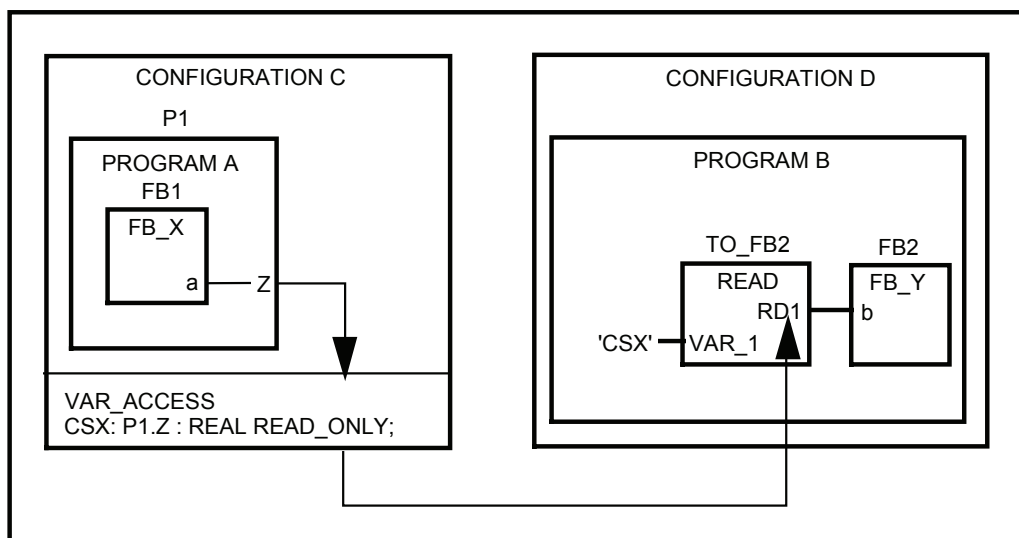 CONFIGURATION C
P1
PROGRAM A
FB1
FB_X
a
Z
VAR_ACCESS
CSX: P1.Z : REAL READ_ONLY;
CONFIGURATION D
PROGRAM B
TO_FB2
FB2
READ
FB_Y
RD1
b
'CSX'
VAR_1